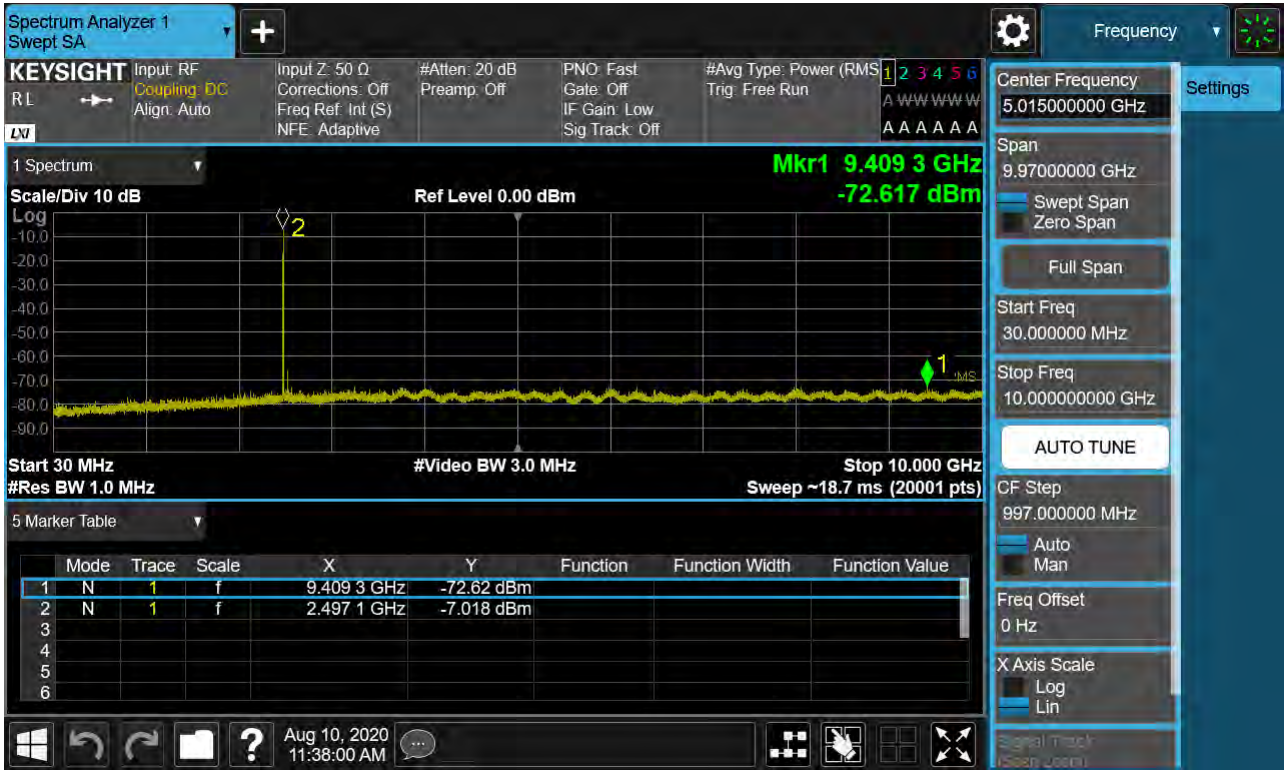 Spectrum Analyzer 1
Swept SA
+
Frequency
KEYSIGHT
RL
LXI
Input: RF
Coupling: DC
Align: Auto
Input Z: 50 Ω
Corrections: Off
Freq Ref: Int (S)
NFE: Adaptive
#Atten: 20 dB
Preamp: Off
PNO: Fast
Gate: Off
IF Gain: Low
Sig Track: Off
#Avg Type: Power (RMS
Trig: Free Run
1 2 3 4 5 6
A W W W W W
A A A A A A
1 Spectrum
Mkr1 9.409 3 GHz
Scale/Div 10 dB
Ref Level 0.00 dBm
-72.617 dBm
Log
-10.0
-20.0
-30.0
-40.0
-50.0
-60.0
-70.0
-80.0
-90.0
2
1
Start 30 MHz
#Video BW 3.0 MHz
Stop 10.000 GHz
#Res BW 1.0 MHz
Sweep ~18.7 ms (20001 pts)
5 Marker Table
Mode Trace Scale X Y Function Function Width Function Value
1 N 1 f 9.409 3 GHz -72.62 dBm
2 N 1 f 2.497 1 GHz -7.018 dBm
3
4
5
6
?
Aug 10, 2020
11:38:00 AM
Center Frequency
5.015000000 GHz
Settings
Span
9.97000000 GHz
Swept Span
Zero Span
Full Span
Start Freq
30.000000 MHz
Stop Freq
10.000000000 GHz
AUTO TUNE
CF Step
997.000000 MHz
Auto
Man
Freq Offset
0 Hz
X Axis Scale
Log
Lin
Signal Track